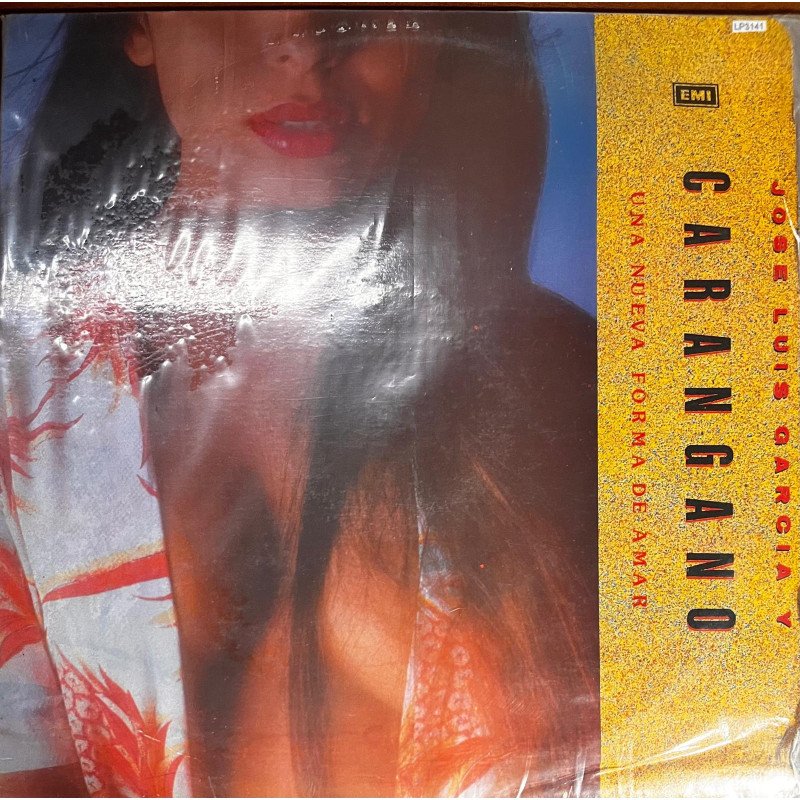 LP3141
EMI
JOSE LUIS GARCIA Y
CARANGANO
UNA NUEVA FORMA DE AMAR